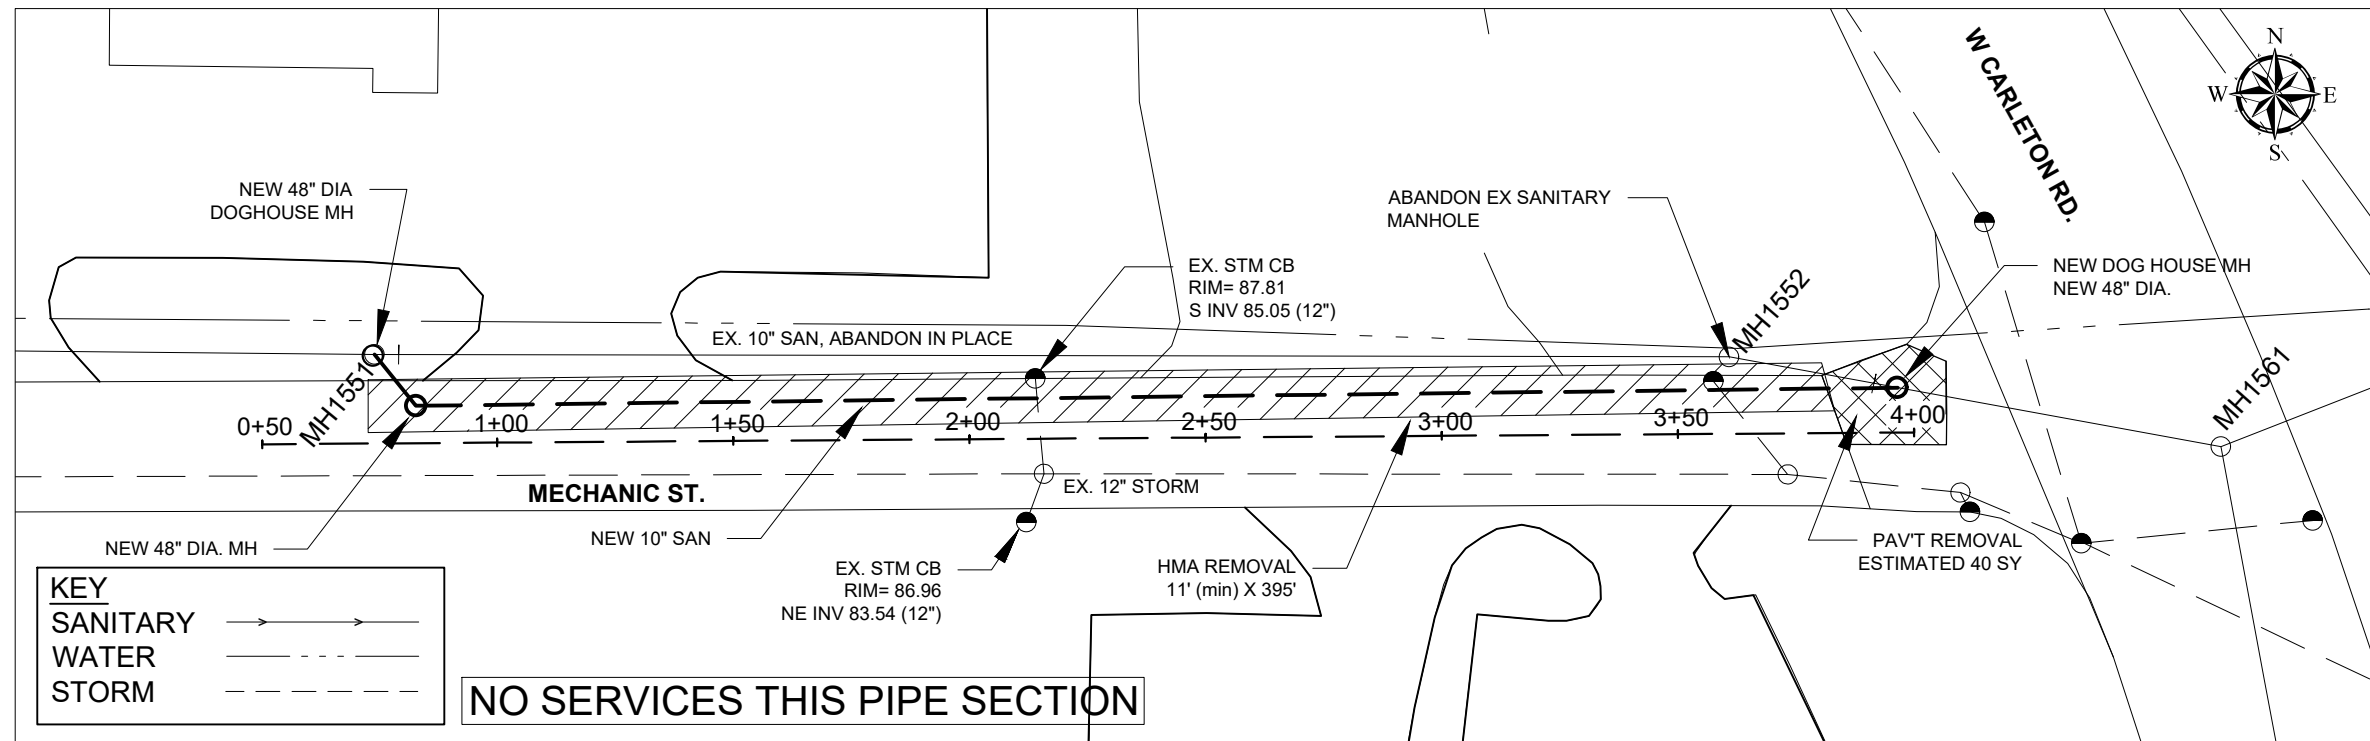 N
W
E
S
W CARLETON RD.
NEW 48" DIA
DOGHOUSE MH
ABANDON EX SANITARY
MANHOLE
EX. STM CB
RIM= 87.81
S INV 85.05 (12")
NEW DOG HOUSE MH
NEW 48" DIA.
EX. 10" SAN, ABANDON IN PLACE
MH1552
MH1551
MH1561
0+50
1+00
1+50
2+00
2+50
3+00
3+50
4+00
MECHANIC ST.
EX. 12" STORM
NEW 48" DIA. MH
NEW 10" SAN
EX. STM CB
RIM= 86.96
NE INV 83.54 (12")
HMA REMOVAL
11' (min) X 395'
PAV'T REMOVAL
ESTIMATED 40 SY
KEY
SANITARY
WATER
STORM
NO SERVICES THIS PIPE SECTION